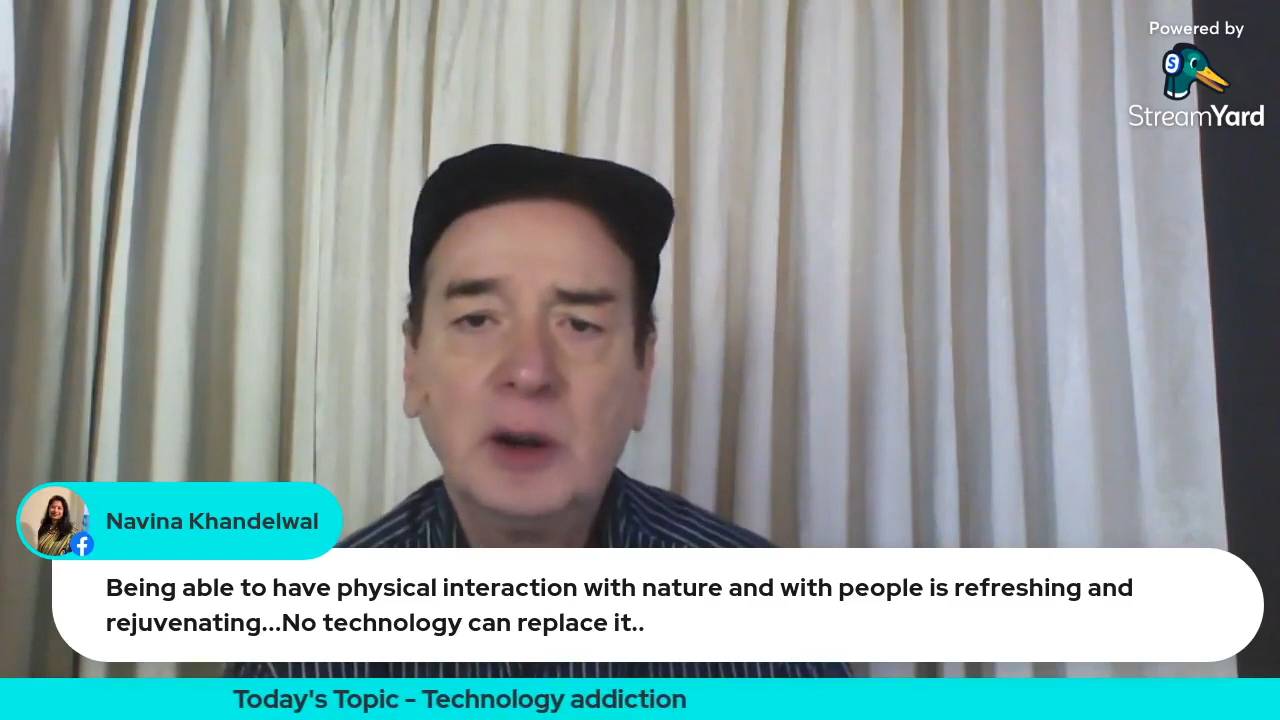 Powered by
StreamYard
Navina Khandelwal
Being able to have physical interaction with nature and with people is refreshing and
rejuvenating...No technology can replace it..
Today's Topic - Technology addiction